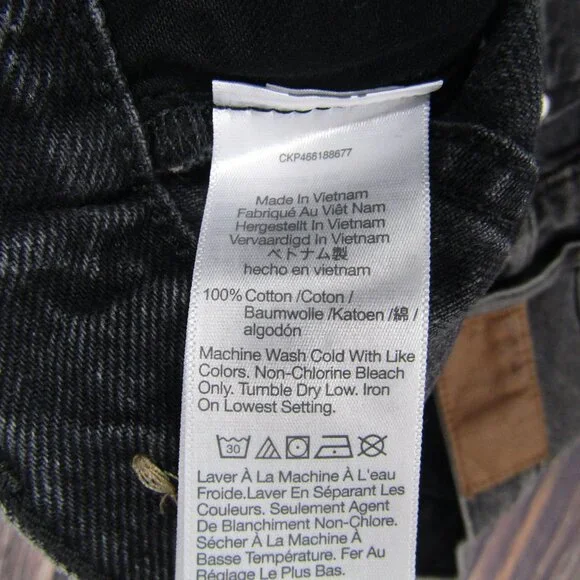 CKP466188677
Made In Vietnam
Fabriqué Au Viêt Nam
Hergestellt In Vietnam
Vervaardigd In Vietnam
ベトナム製
hecho en vietnam
100% Cotton /Coton /
Baumwolle /Katoen /綿 /
algodón
Machine Wash Cold With Like
Colors. Non-Chlorine Bleach
Only. Tumble Dry Low. Iron
On Lowest Setting.
30
Laver À La Machine À L'eau
Froide.Laver En Séparant Les
Couleurs. Seulement Agent
De Blanchiment Non-Chlore.
Sécher À La Machine À
Basse Température. Fer Au
Réglage Le Plus Bas.